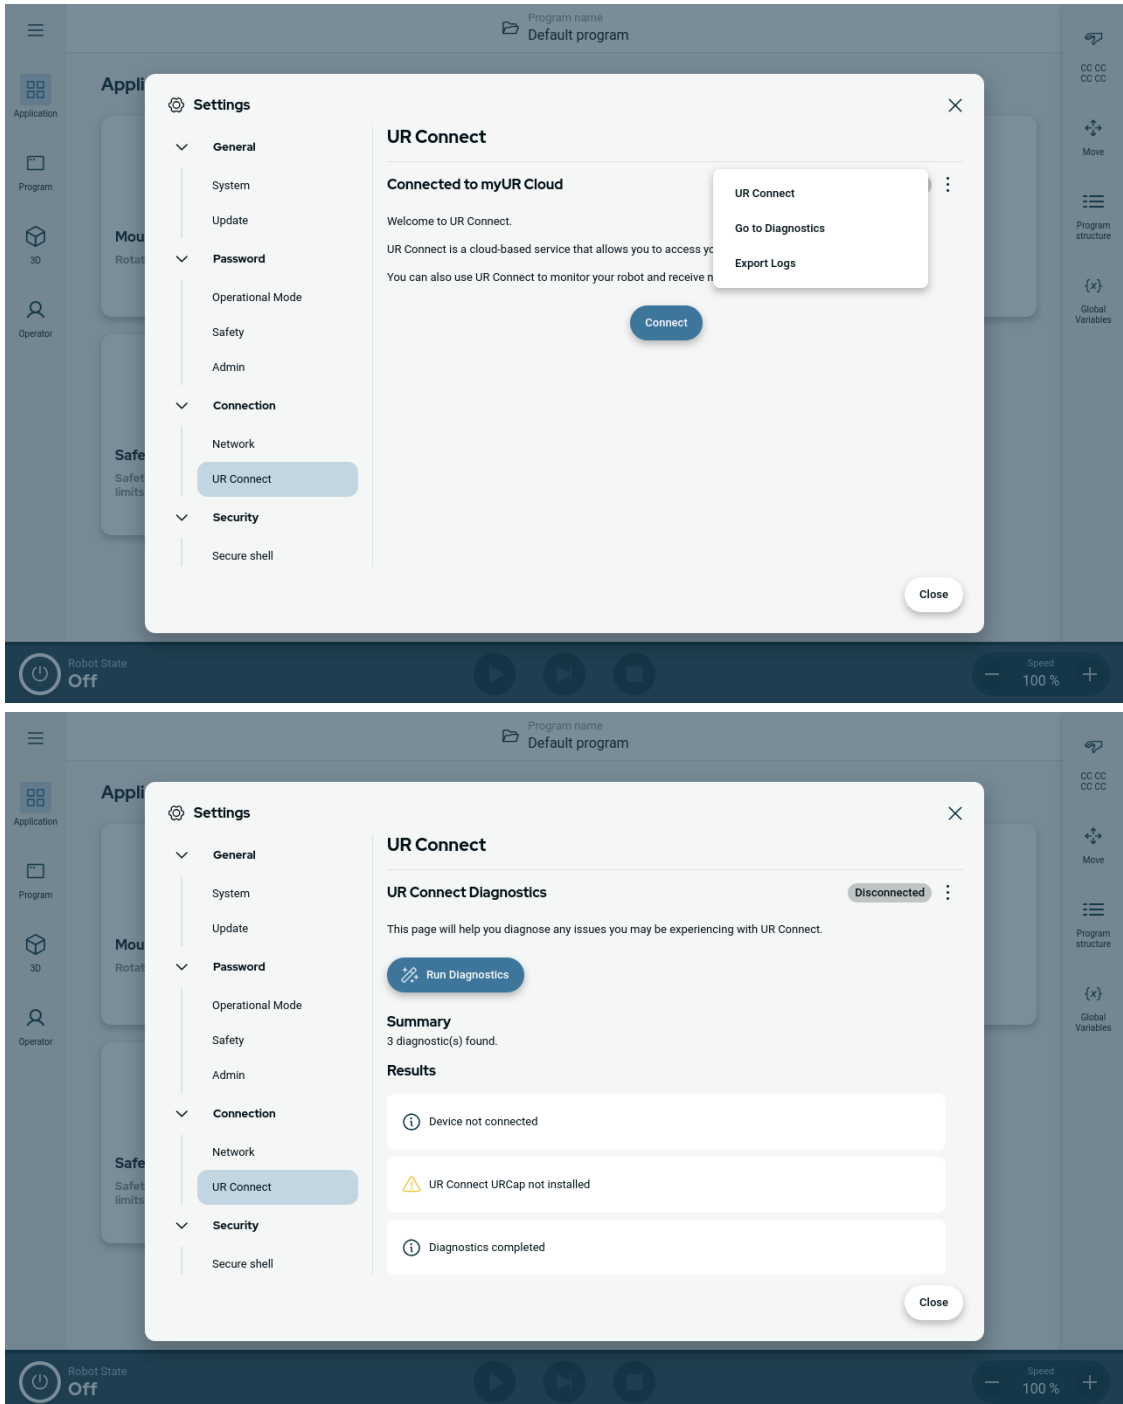 Program name
Default program
Appli
Application
Program
3D
Operator
Mou
Rotat
Safe
Safet
limits
CC CC
CC CC
Move
Program
structure
{x}
Global
Variables
Settings
General
System
Update
Password
Operational Mode
Safety
Admin
Connection
Network
UR Connect
Security
Secure shell
UR Connect
Connected to myUR Cloud
Welcome to UR Connect.
UR Connect is a cloud-based service that allows you to access yo
You can also use UR Connect to monitor your robot and receive n
UR Connect
Go to Diagnostics
Export Logs
Connect
Close
Robot State
Off
Speed
100 %
Program name
Default program
Appli
Application
Program
3D
Operator
Mou
Rotat
Safe
Safet
limits
CC CC
CC CC
Move
Program
structure
{x}
Global
Variables
Settings
General
System
Update
Password
Operational Mode
Safety
Admin
Connection
Network
UR Connect
Security
Secure shell
UR Connect
UR Connect Diagnostics
Disconnected
This page will help you diagnose any issues you may be experiencing with UR Connect.
Run Diagnostics
Summary
3 diagnostic(s) found.
Results
Device not connected
UR Connect URCap not installed
Diagnostics completed
Close
Robot State
Off
Speed
100 %